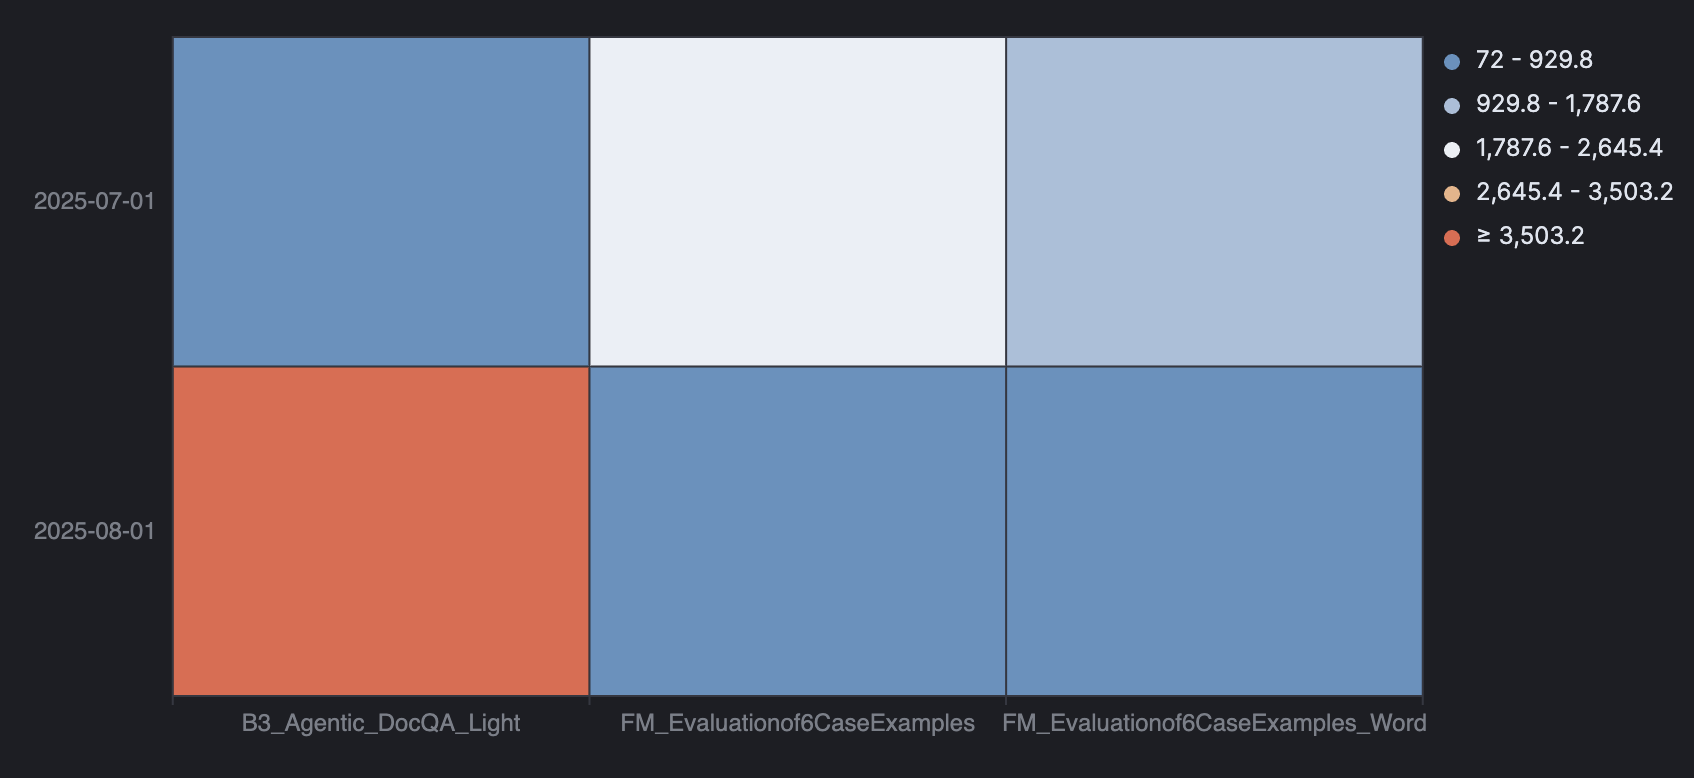 72 - 929.8
929.8 - 1,787.6
1,787.6 - 2,645.4
2,645.4 - 3,503.2
≥ 3,503.2
2025-07-01
2025-08-01
B3_Agentic_DocQA_Light
FM_Evaluationof6CaseExamples
FM_Evaluationof6CaseExamples_Word